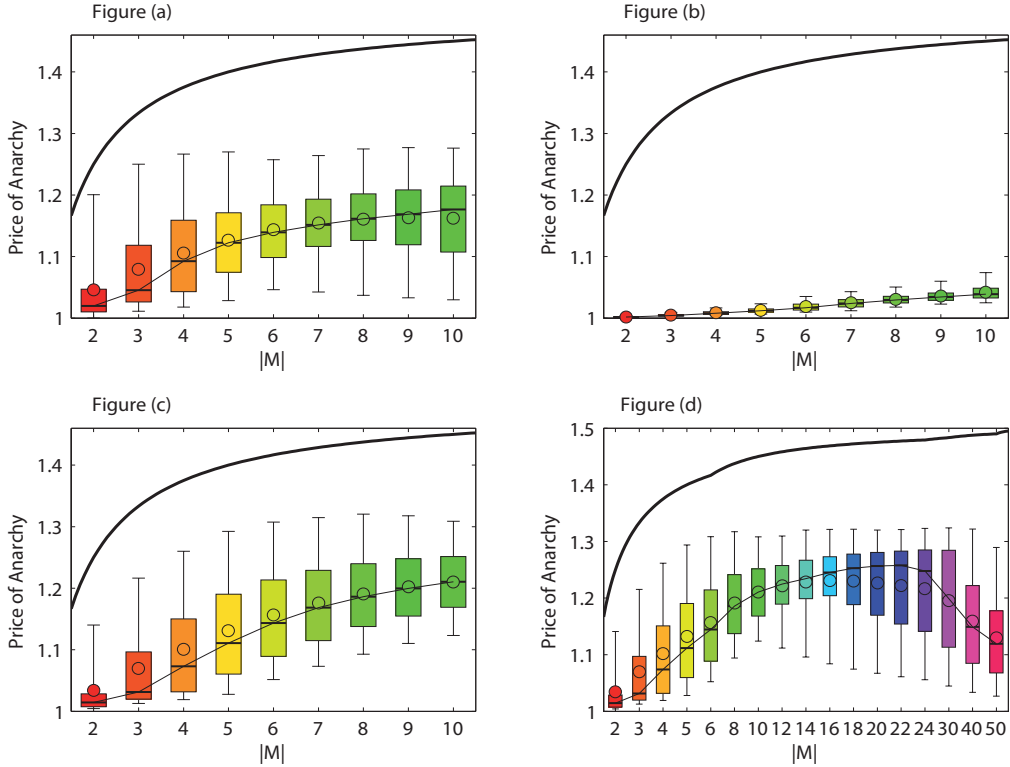 Figure (a)
Price of Anarchy
1.4
1.3
1.2
1.1
1
2 3 4 5 6 7 8 9 10
|M|
Figure (b)
Price of Anarchy
1.4
1.3
1.2
1.1
1
2 3 4 5 6 7 8 9 10
|M|
Figure (c)
Price of Anarchy
1.4
1.3
1.2
1.1
1
2 3 4 5 6 7 8 9 10
|M|
Figure (d)
Price of Anarchy
1.5
1.4
1.3
1.2
1.1
1
2 3 4 5 6 8 10 12 14 16 18 20 22 24 30 40 50
|M|